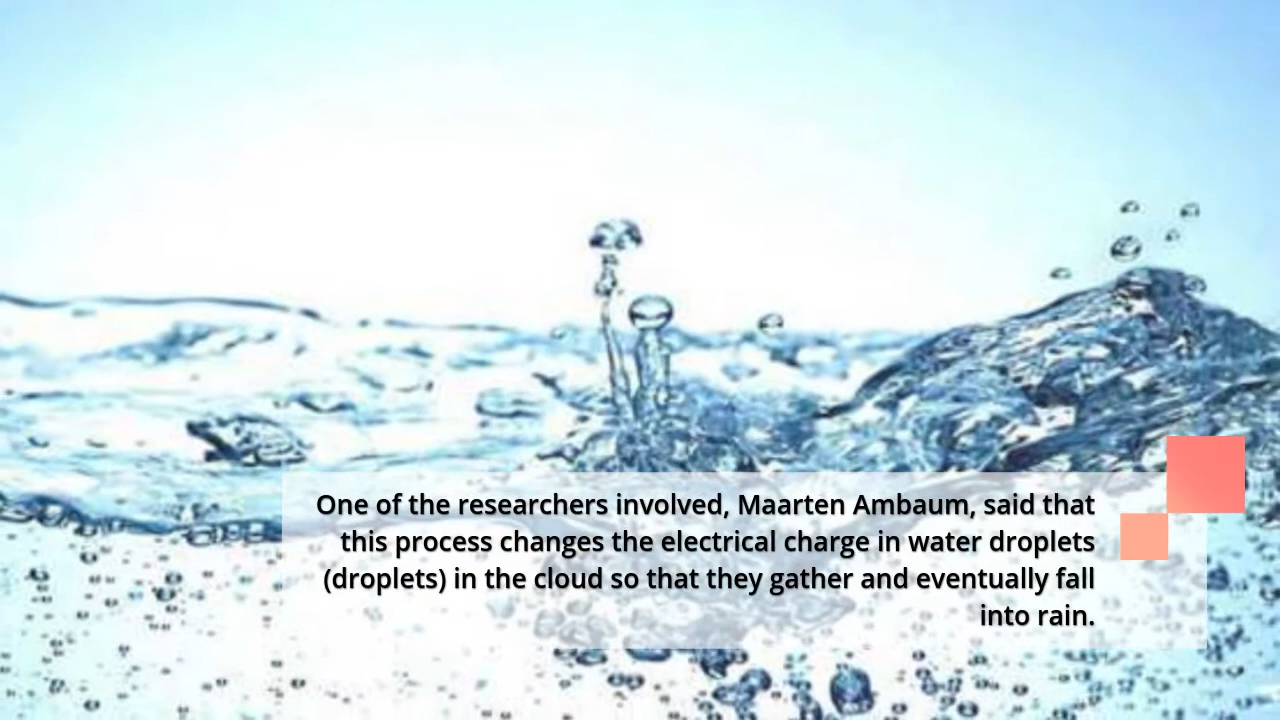 One of the researchers involved, Maarten Ambaum, said that
this process changes the electrical charge in water droplets
(droplets) in the cloud so that they gather and eventually fall
into rain.